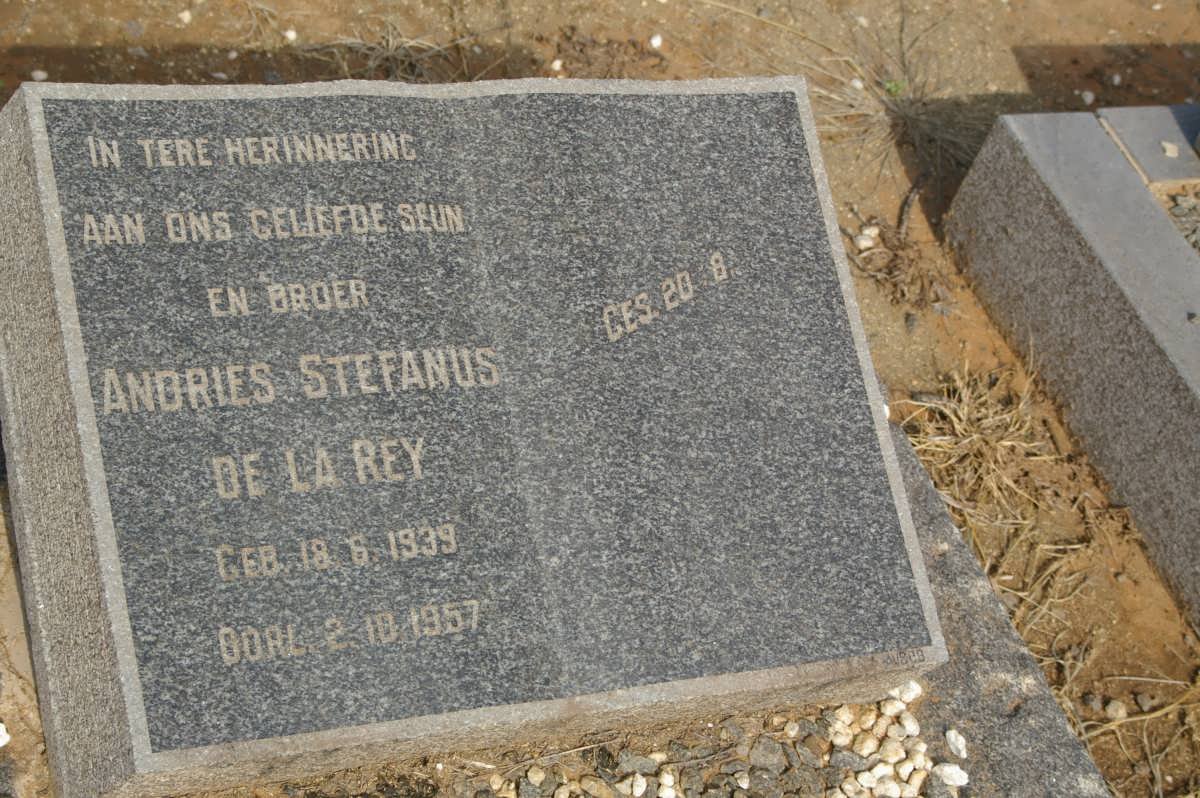 IN TERE HERINNERING
AAN ONS GELIEFDE SEUN
EN BROER
ANDRIES STEFANUS
DE LA REY
GEB. 18. 6. 1939
OORL. 2. 10. 1957
GES. 20 : 8.